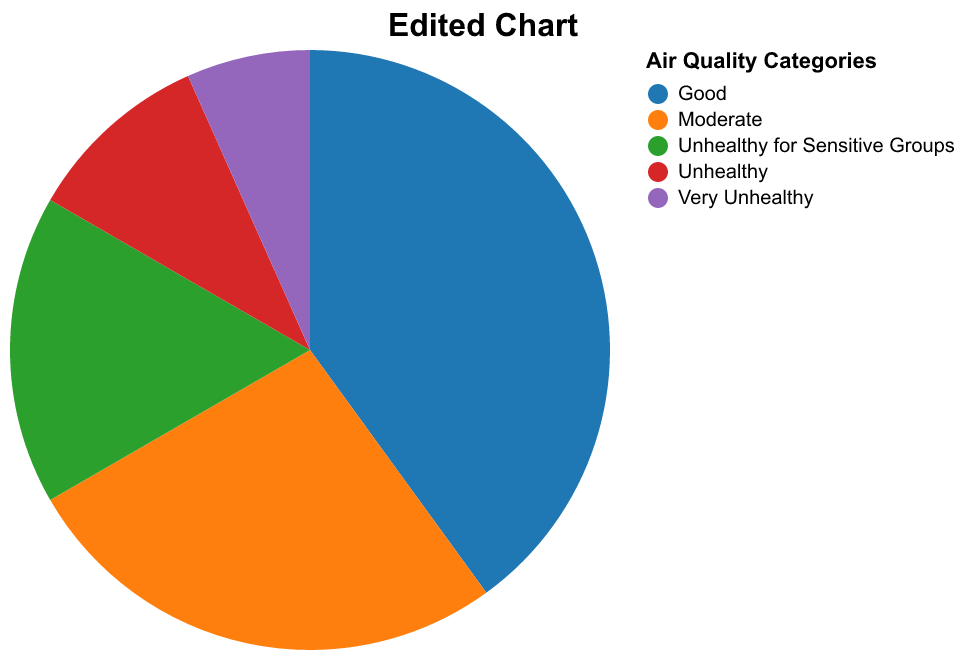 Edited Chart
Air Quality Categories
Good
Moderate
Unhealthy for Sensitive Groups
Unhealthy
Very Unhealthy